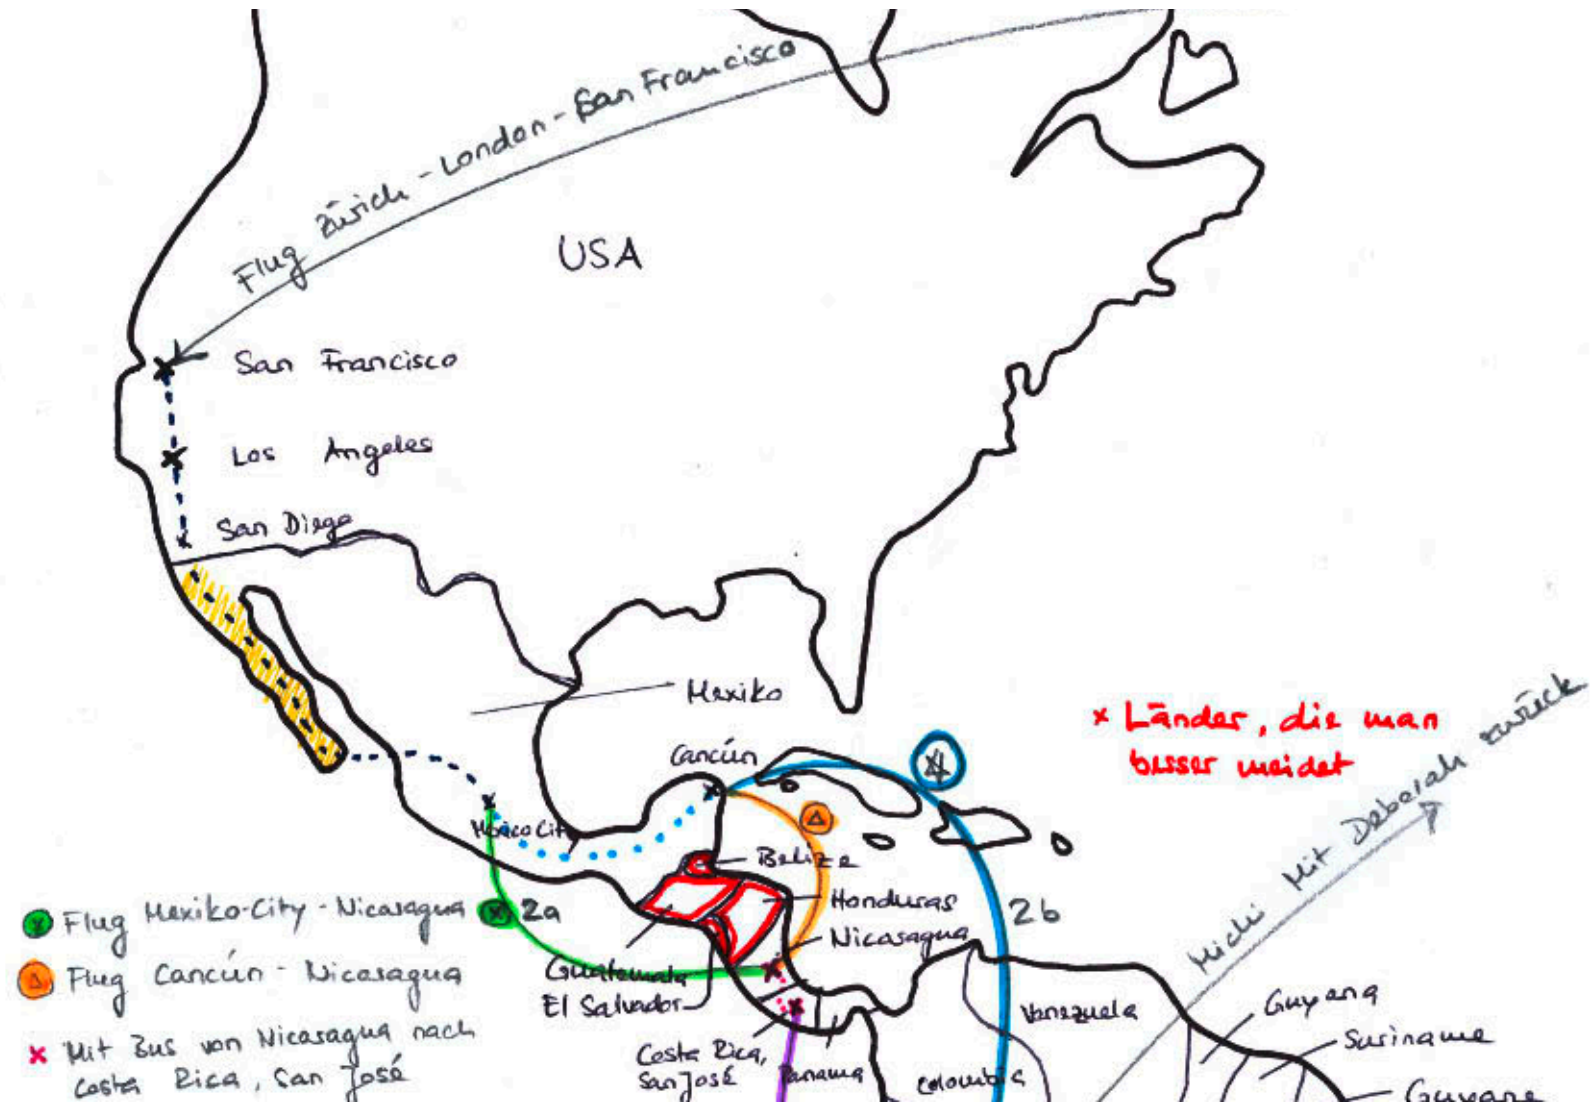 Flug Zürich - London - San Francisco
USA
San Francisco
Los Angeles
San Diego
Mexiko
Cancún
x Länder, die man
besser meidet
Mexico City
Belize
Honduras
Nicaragua
2a
2b
Guatemala
El Salvador
Costa Rica,
San José
Panama
Colombia
Venezuela
Guyana
Suriname
Guyane
Michi Mit Deborah zurück
Flug Mexiko-City - Nicaragua
Flug Cancún - Nicaragua
x Mit Bus von Nicaragua nach
Costa Rica, San José